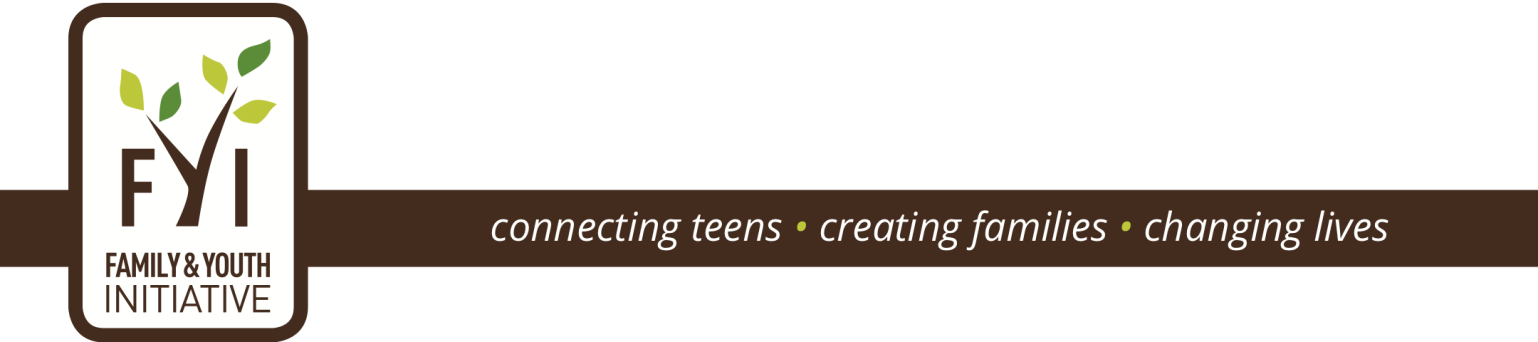 FYI
FAMILY & YOUTH
INITIATIVE
connecting teens • creating families • changing lives